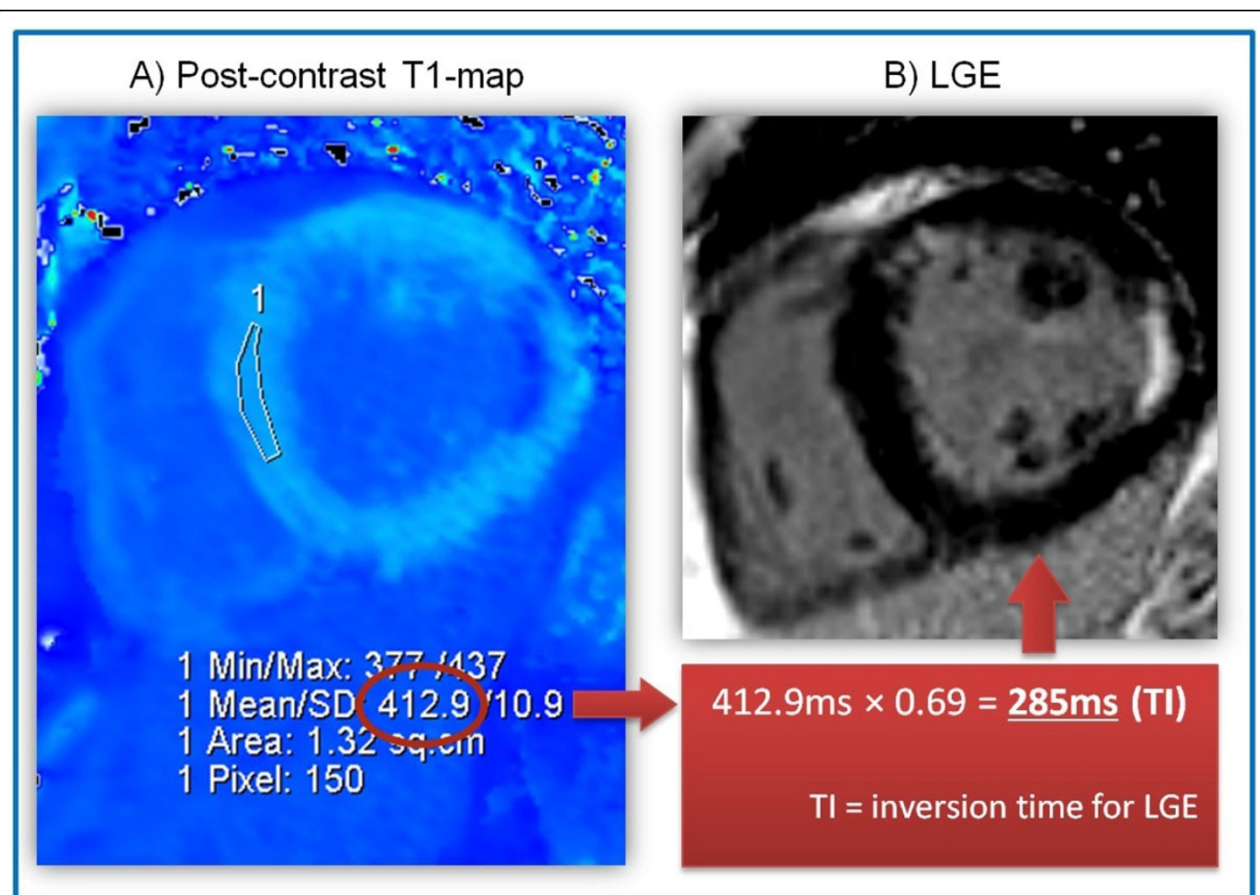 A) Post-contrast T1-map
B) LGE
1
1 Min/Max: 377 /437
1 Mean/SD: 412.9 /10.9
1 Area: 1.32 sq.cm
1 Pixel: 150
412.9ms × 0.69 = 285ms (TI)
TI = inversion time for LGE